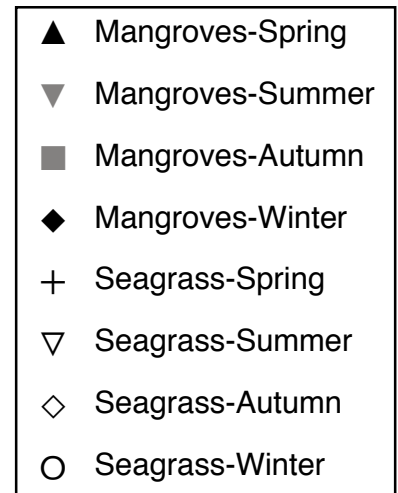 Mangroves-Spring
Mangroves-Summer
Mangroves-Autumn
Mangroves-Winter
Seagrass-Spring
Seagrass-Summer
Seagrass-Autumn
Seagrass-Winter